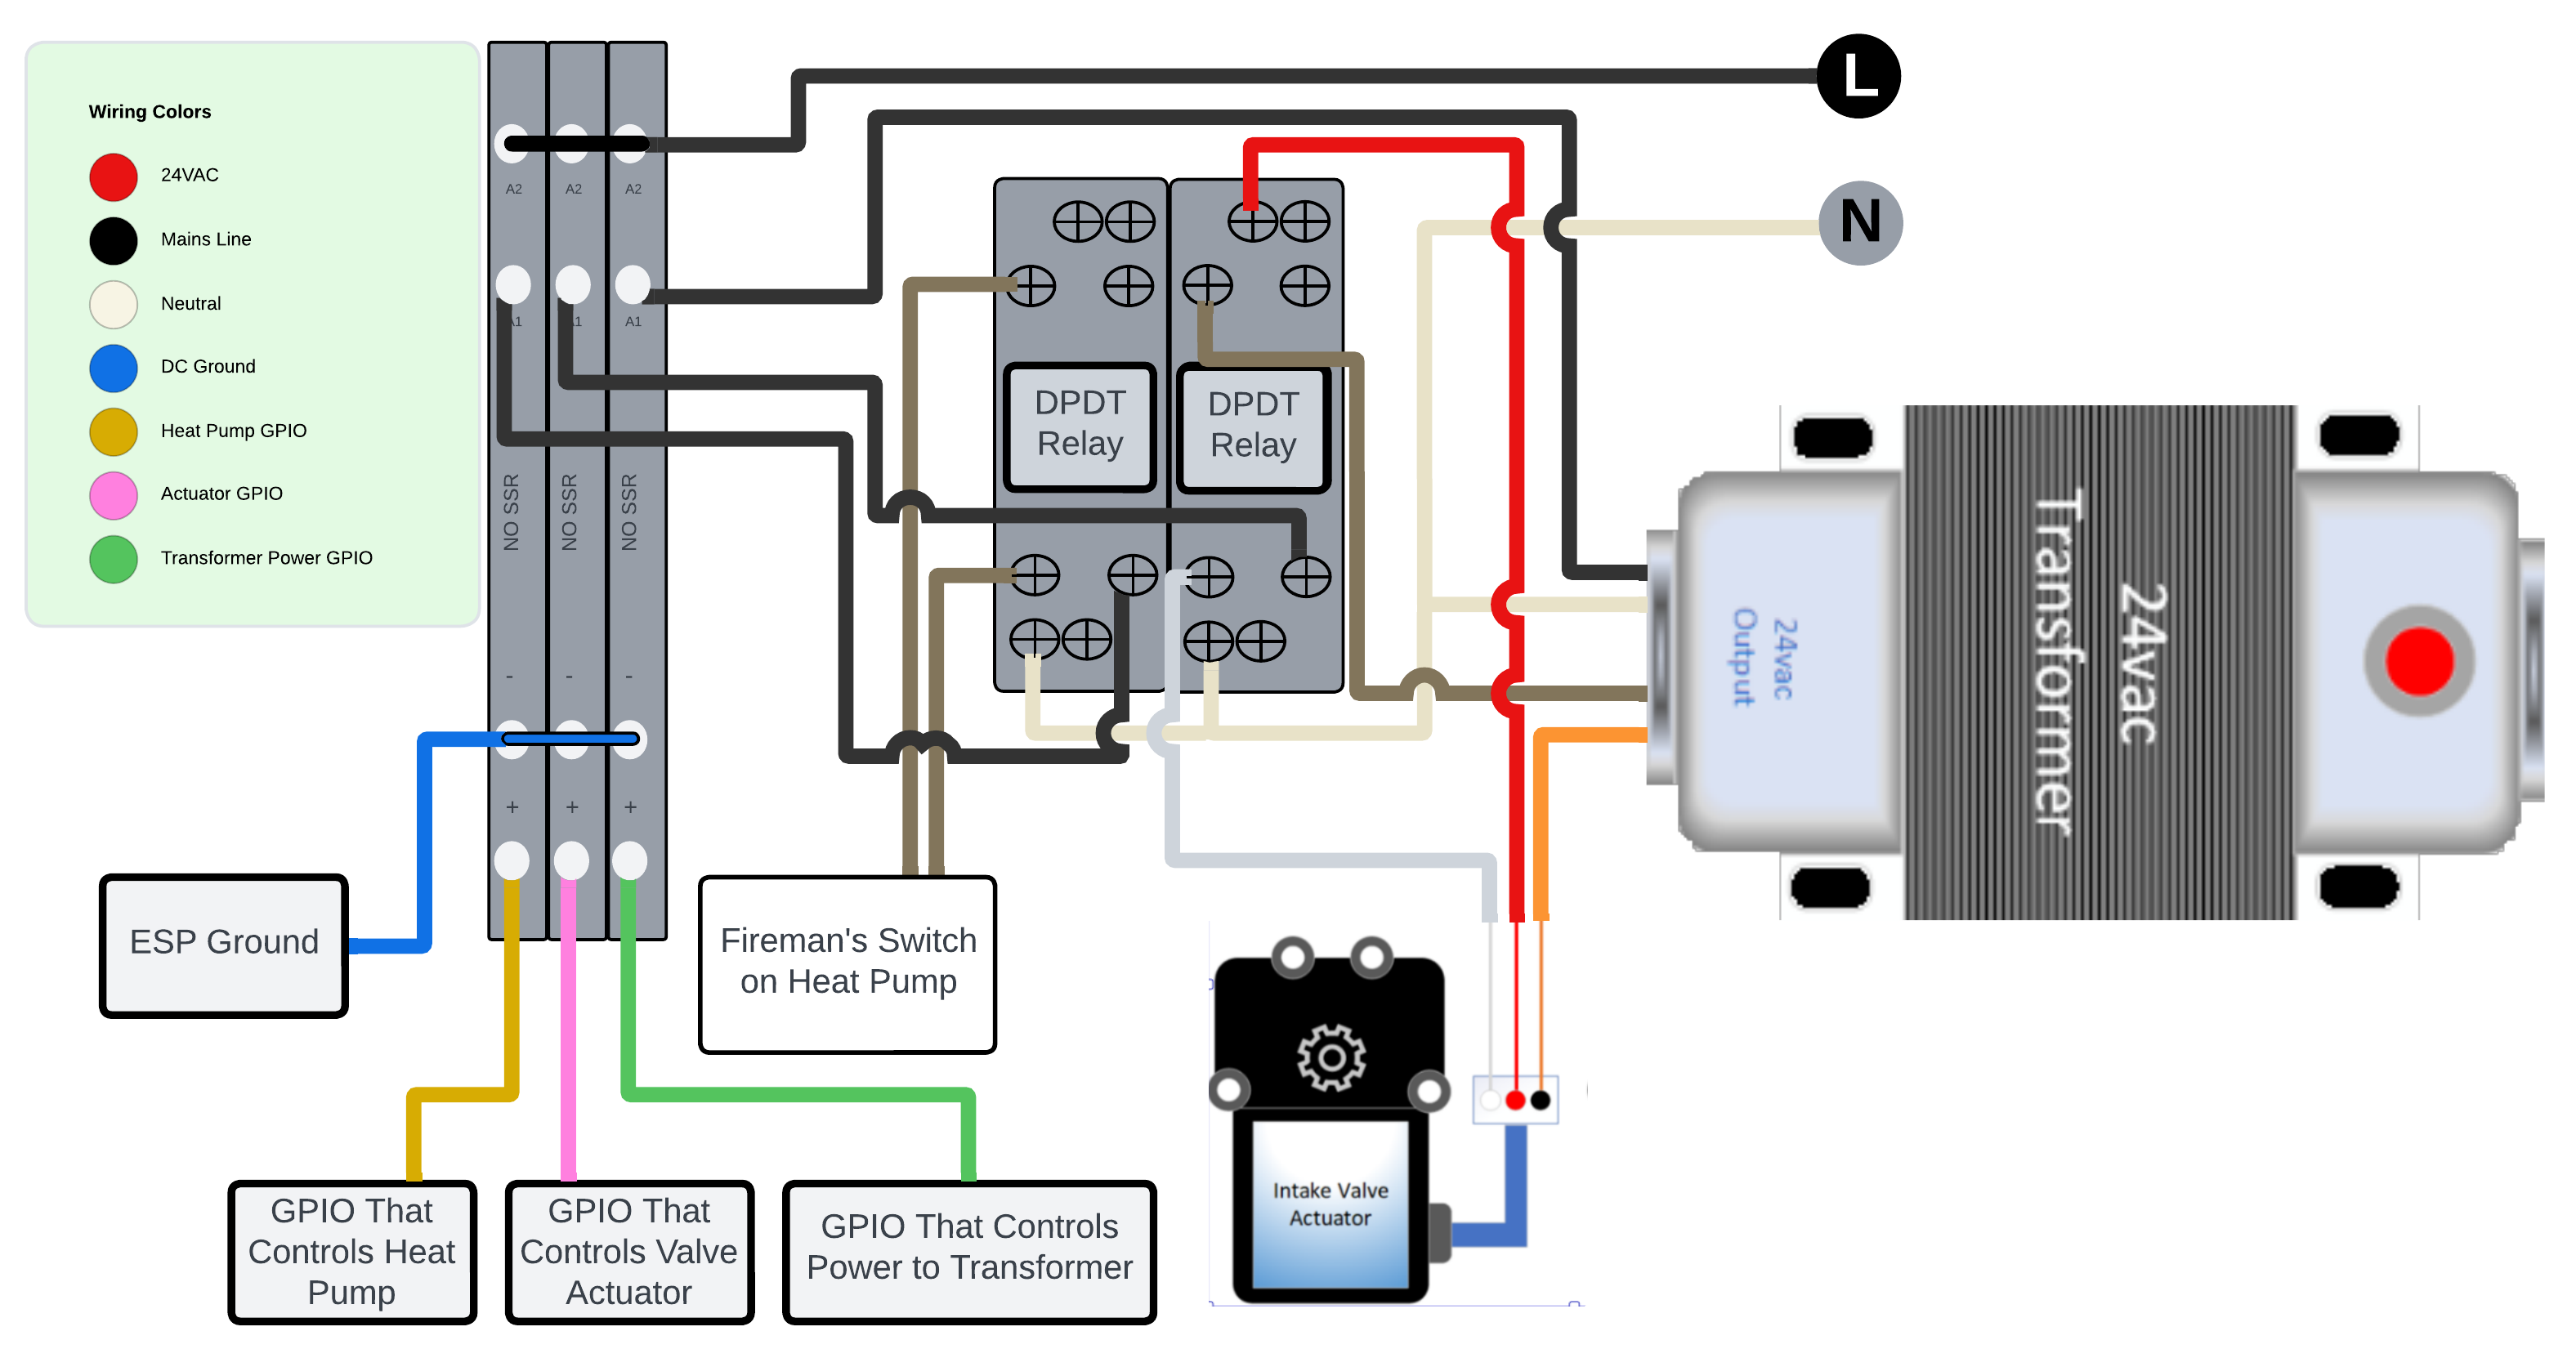 Wiring Colors
24VAC
Mains Line
Neutral
DC Ground
Heat Pump GPIO
Actuator GPIO
Transformer Power GPIO
A2
A2
A2
A1
A1
A1
NO SSR
NO SSR
NO SSR
-
-
-
+
+
+
L
N
DPDT
Relay
DPDT
Relay
24vac
Output
24vac
Transformer
ESP Ground
Fireman's Switch
on Heat Pump
GPIO That
Controls Heat
Pump
GPIO That
Controls Valve
Actuator
GPIO That Controls
Power to Transformer
Intake Valve
Actuator